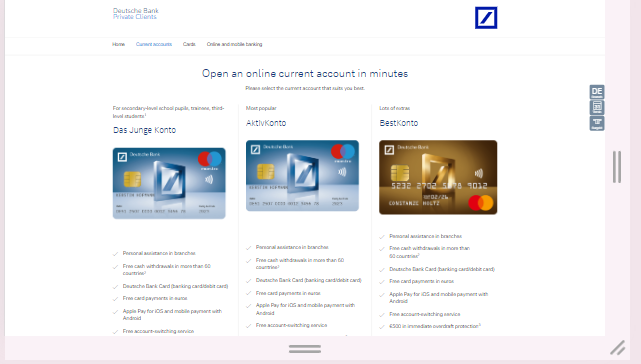 Deutsche Bank
Private Clients
Home
Current accounts
Cards
Online and mobile banking
Open an online current account in minutes
Please select the current account that suits you best.
DE
For secondary-level school pupils, trainees, third-
level students¹
Das Junge Konto
Deutsche Bank
Personal assistance in branches
Free cash withdrawals in more than 60
countries²
Deutsche Bank Card (banking card/debit card)
Free card payments in euros
Apple Pay for iOS and mobile payment with
Android
Free account-switching service
Most popular
AktivKonto
Deutsche Bank
Personal assistance in branches
Free cash withdrawals in more than 60
countries²
Deutsche Bank Card (banking card/debit card)
Free card payments in euros
Apple Pay for iOS and mobile payment with
Android
Free account-switching service
Lots of extras
BestKonto
Deutsche Bank
CONSTANZE
Personal assistance in branches
Free cash withdrawals in more than
60 countries²
Deutsche Bank Card (banking card/debit card)
Free card payments in euros
Apple Pay for iOS and mobile payment with
Android
Free account-switching service
€500 in immediate overdraft protection³